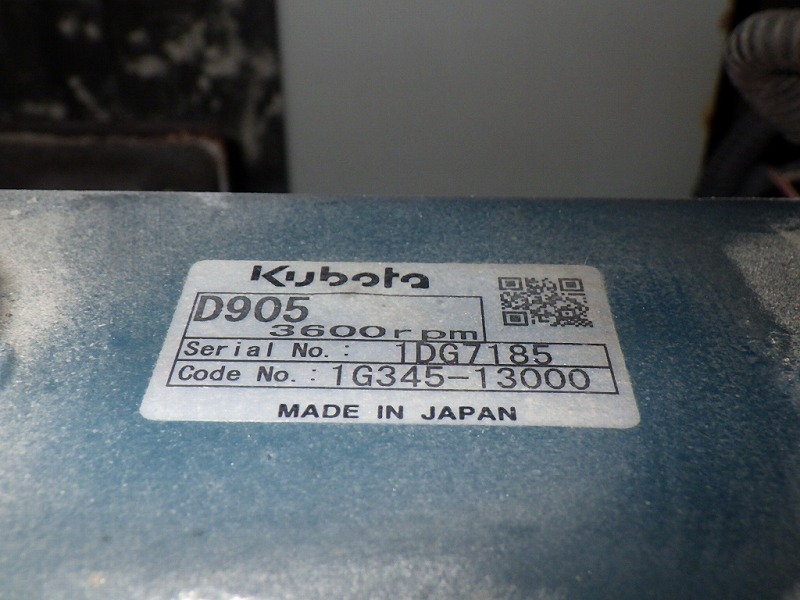 Kubota
D905
3600rpm
Serial No.: 1DG7185
Code No.: 1G345-13000
MADE IN JAPAN